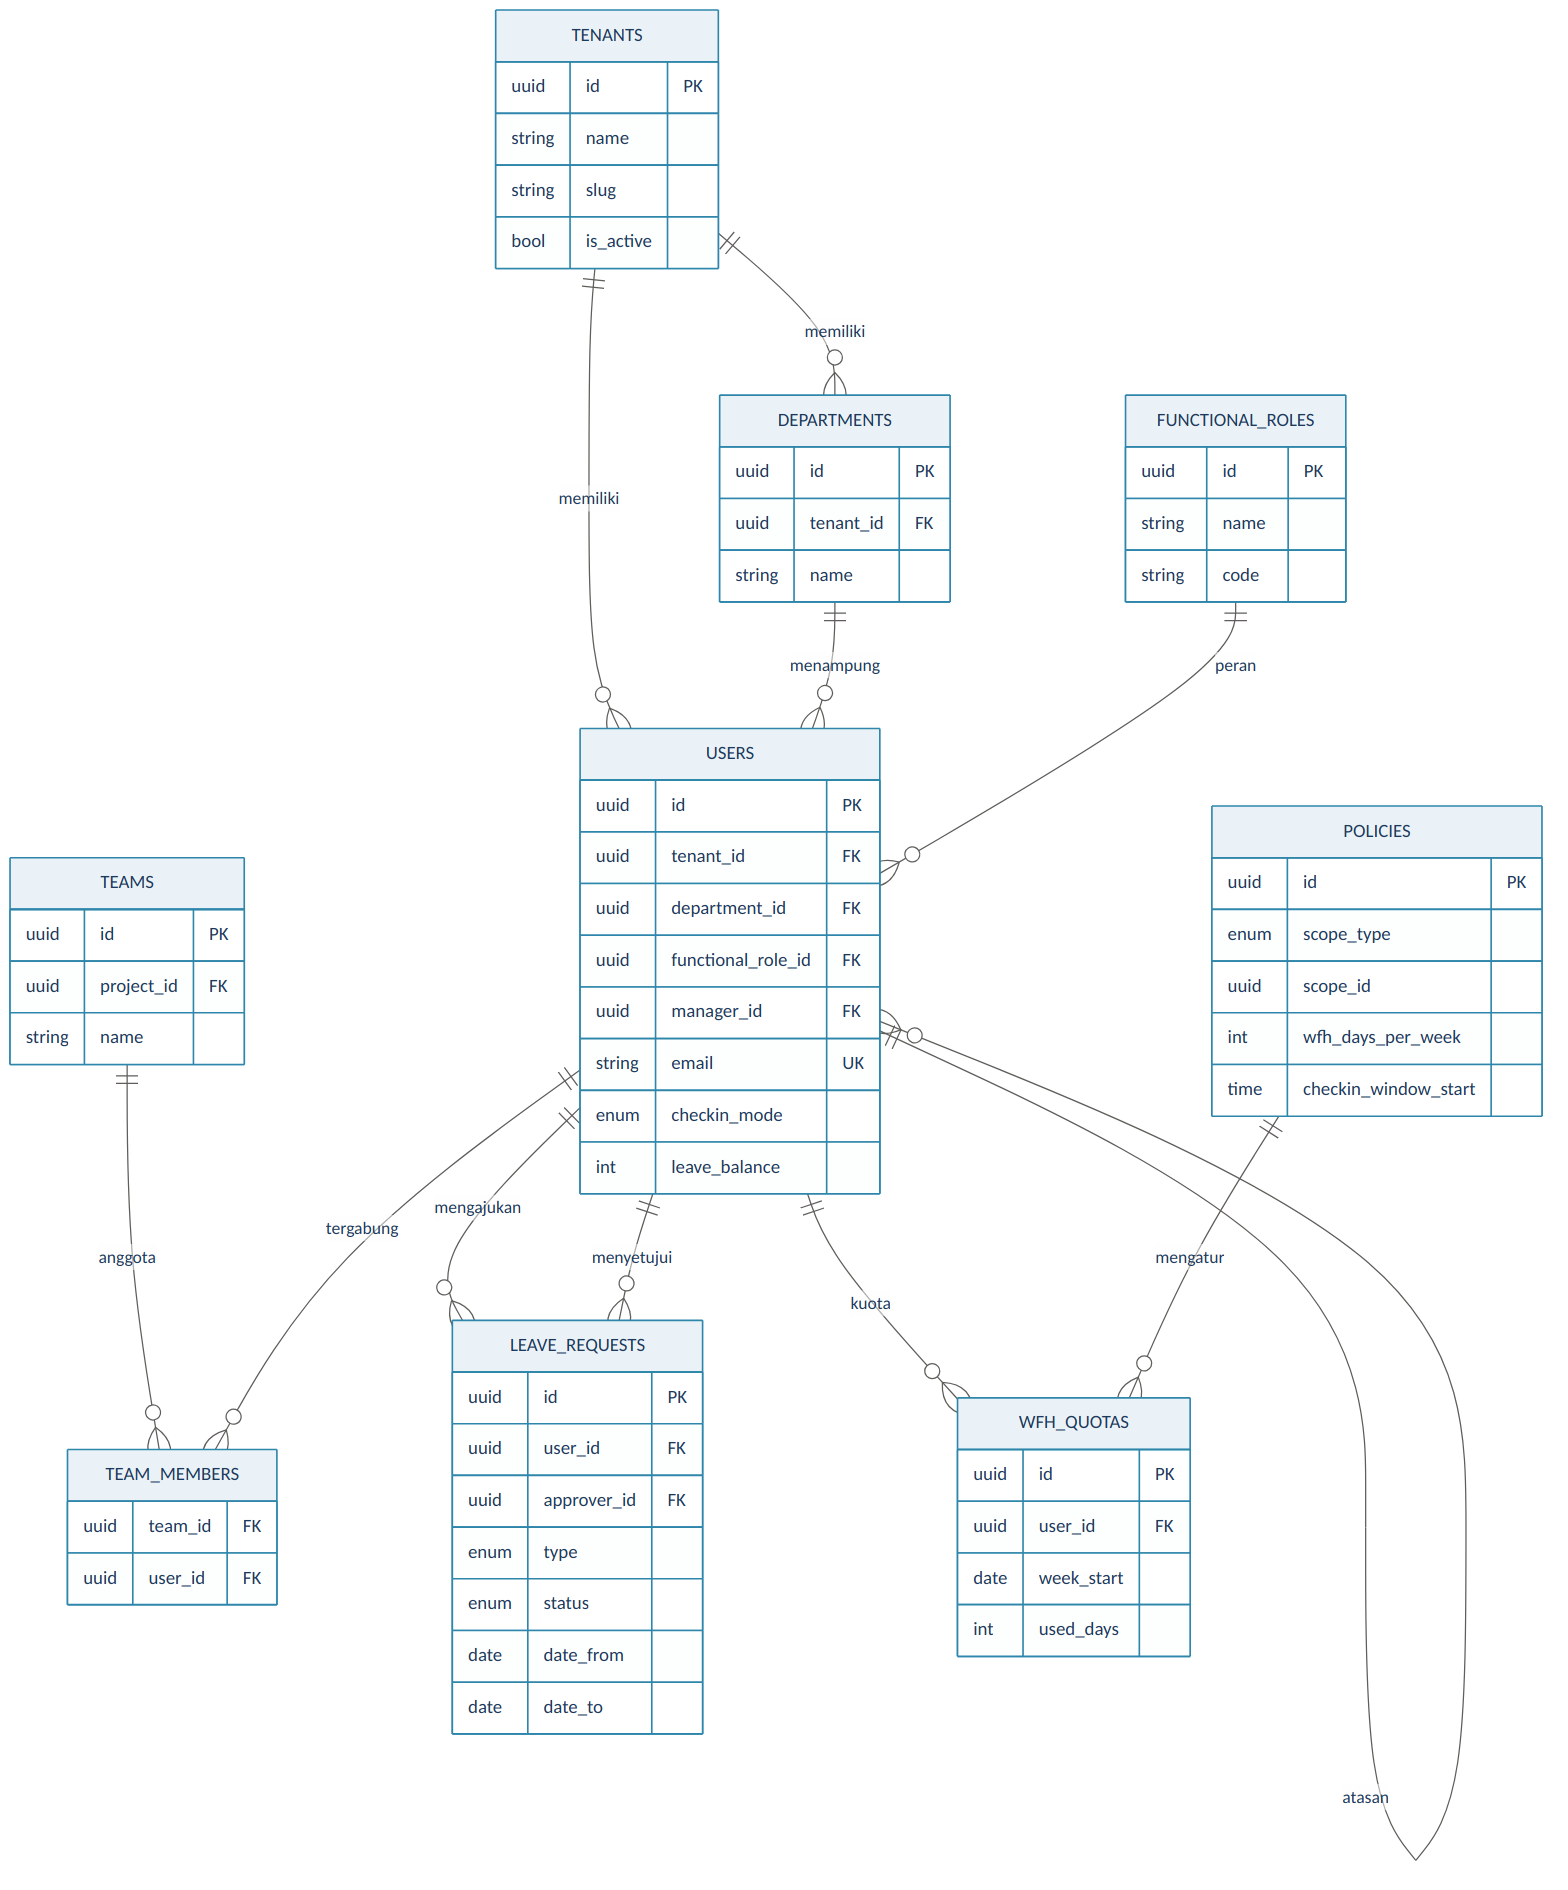 TENANTS
uuid id PK
string name
string slug
bool is_active
memiliki
DEPARTMENTS
uuid id PK
uuid tenant_id FK
string name
FUNCTIONAL_ROLES
uuid id PK
string name
string code
memiliki
menampung
peran
USERS
uuid id PK
uuid tenant_id FK
uuid department_id FK
uuid functional_role_id FK
uuid manager_id FK
string email UK
enum checkin_mode
int leave_balance
POLICIES
uuid id PK
enum scope_type
uuid scope_id
int wfh_days_per_week
time checkin_window_start
TEAMS
uuid id PK
uuid project_id FK
string name
anggota
tergabung
mengajukan
menyetujui
kuota
mengatur
LEAVE_REQUESTS
uuid id PK
uuid user_id FK
uuid approver_id FK
enum type
enum status
date date_from
date date_to
WFH_QUOTAS
uuid id PK
uuid user_id FK
date week_start
int used_days
TEAM_MEMBERS
uuid team_id FK
uuid user_id FK
atasan